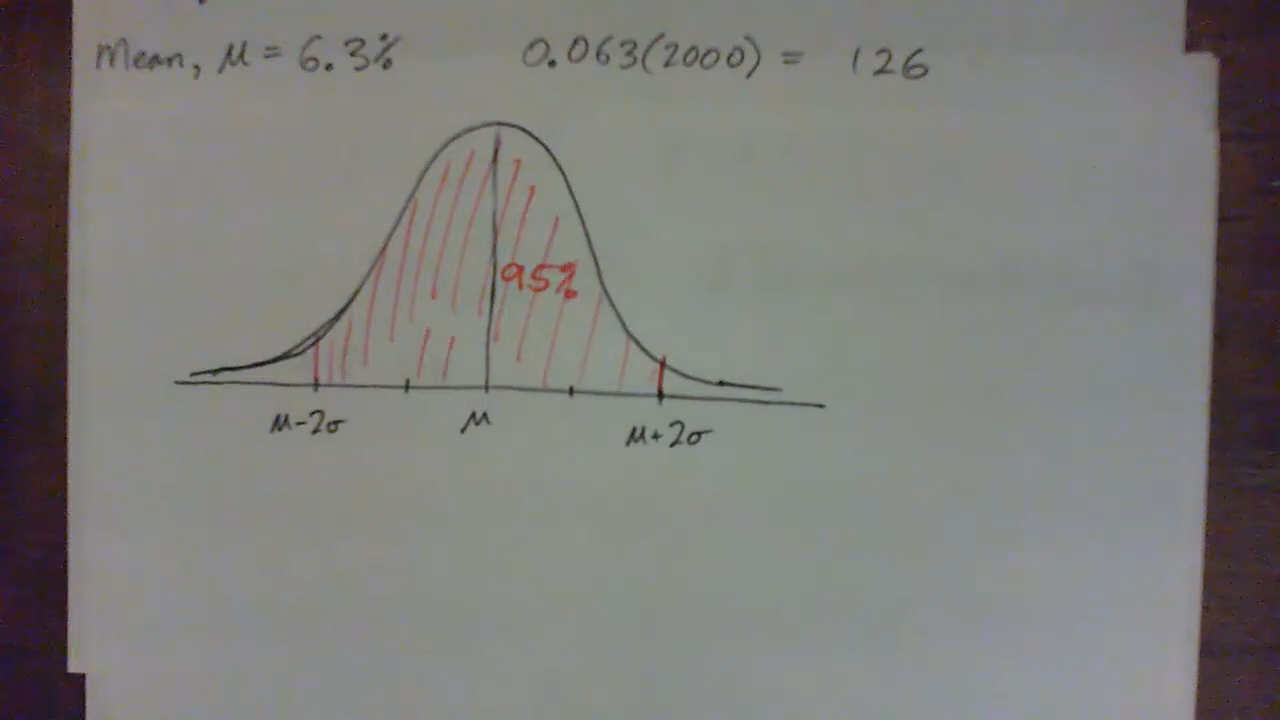 Mean, μ = 6.3% 0.063(2000) = 126
95%
μ-2σ μ μ+2σ